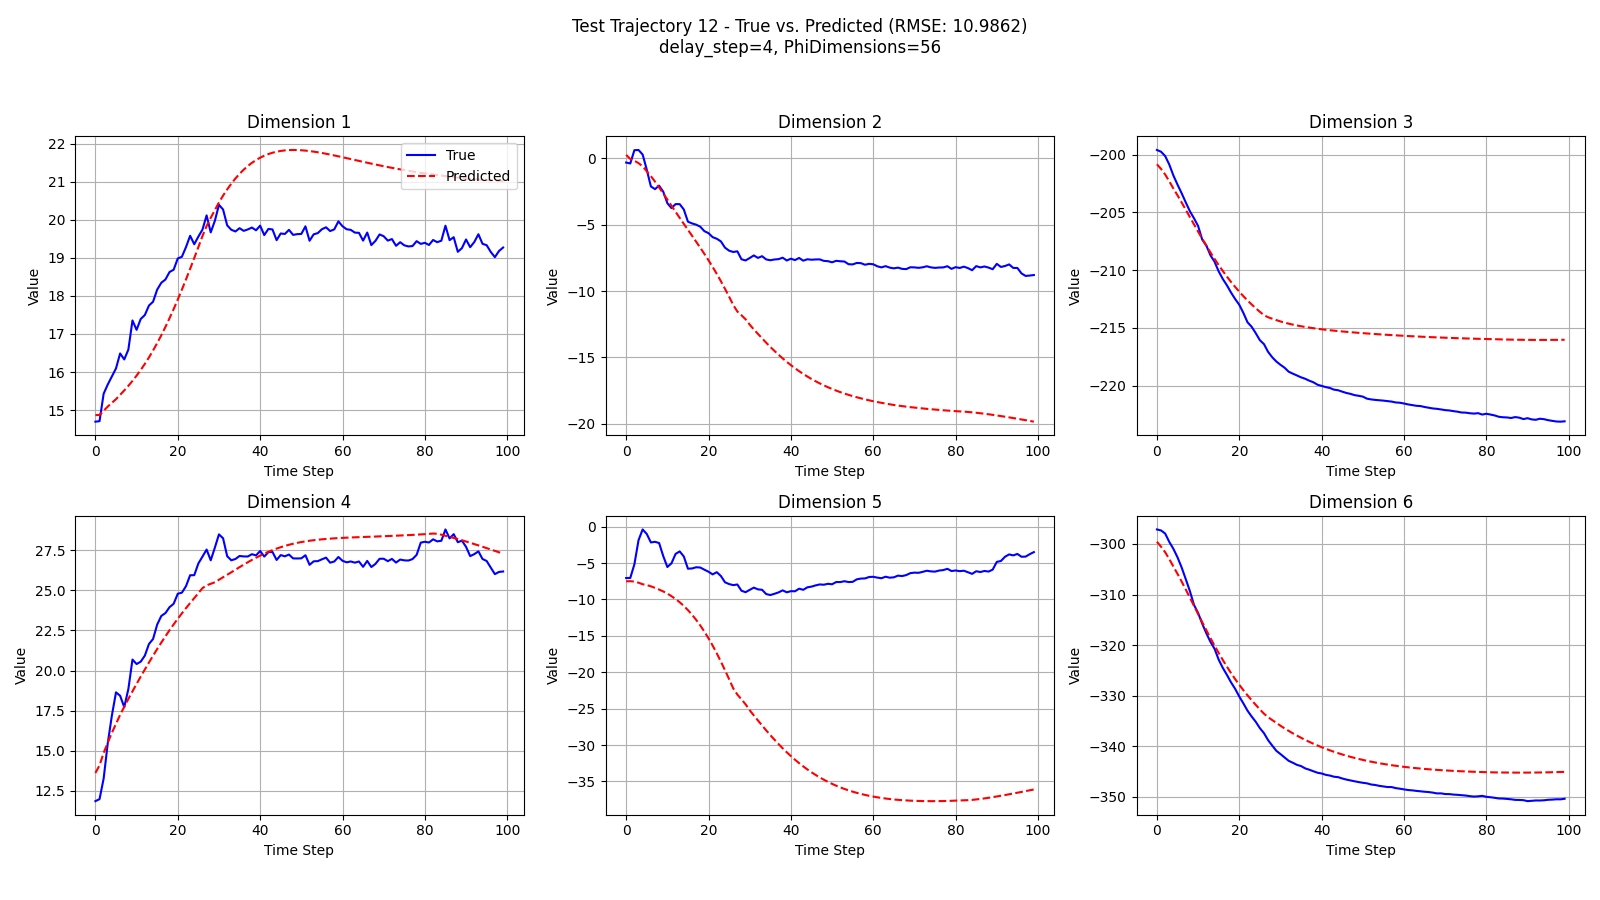 Test Trajectory 12 - True vs. Predicted (RMSE: 10.9862)
delay_step=4, PhiDimensions=56
Dimension 1
Value
22
21
20
19
18
17
16
15
0 20 40 60 80 100
Time Step
True
Predicted
Dimension 2
Value
0
−5
−10
−15
−20
0 20 40 60 80 100
Time Step
Dimension 3
Value
−200
−205
−210
−215
−220
0 20 40 60 80 100
Time Step
Dimension 4
Value
27.5
25.0
22.5
20.0
17.5
15.0
12.5
0 20 40 60 80 100
Time Step
Dimension 5
Value
0
−5
−10
−15
−20
−25
−30
−35
0 20 40 60 80 100
Time Step
Dimension 6
Value
−300
−310
−320
−330
−340
−350
0 20 40 60 80 100
Time Step